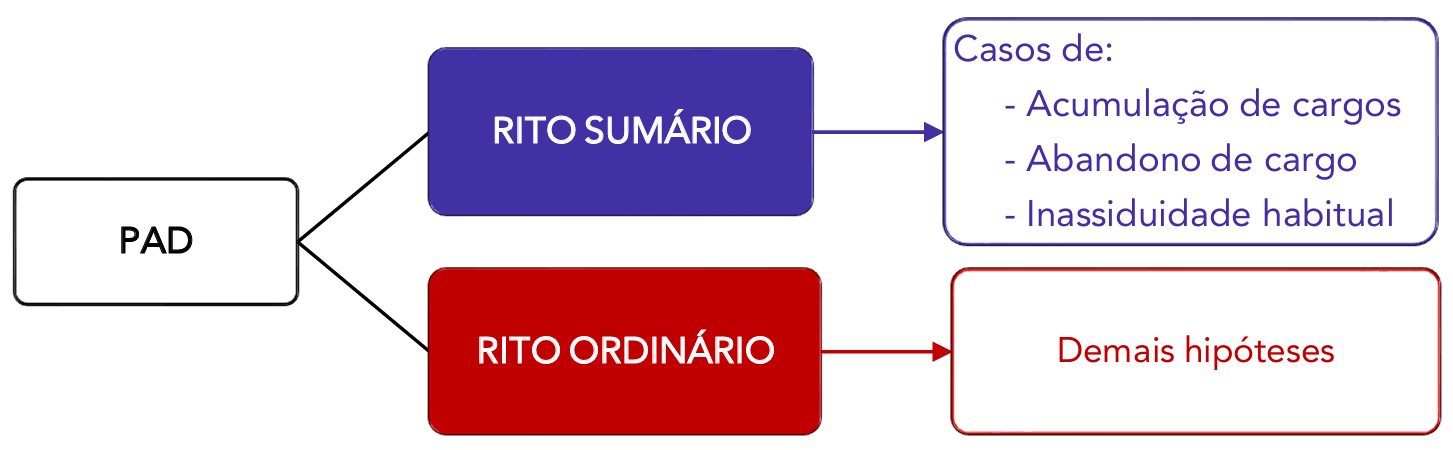 PAD
RITO SUMÁRIO
Casos de:
- Acumulação de cargos
- Abandono de cargo
- Inassiduidade habitual
RITO ORDINÁRIO
Demais hipóteses